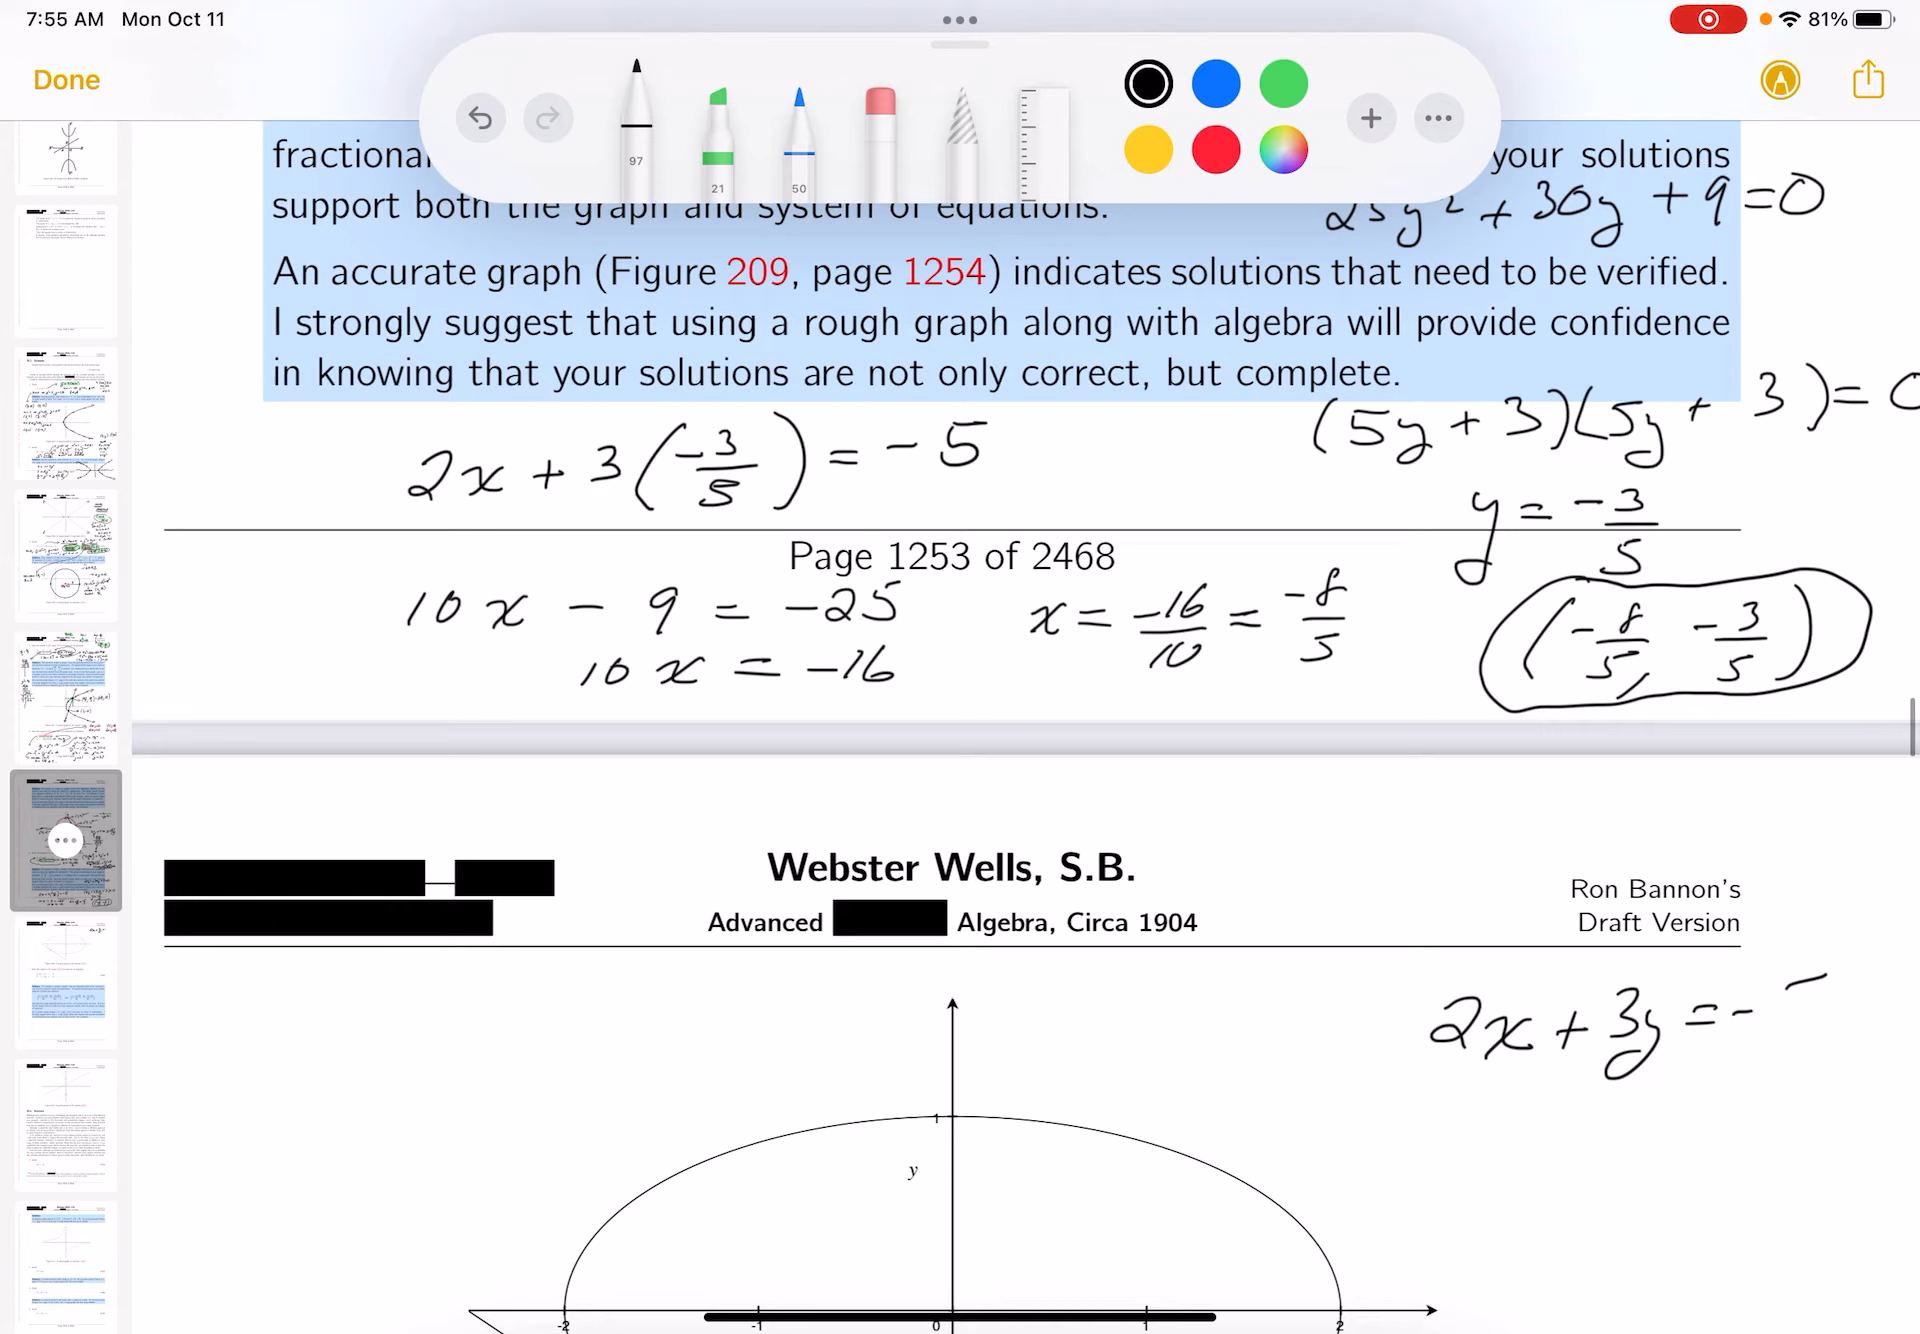 7:55 AM Mon Oct 11
81%
Done
97
21
50
your solutions
support both the graph and system of equations.
25y² + 30y + 9 = 0
An accurate graph (Figure 209, page 1254) indicates solutions that need to be verified.
I strongly suggest that using a rough graph along with algebra will provide confidence
in knowing that your solutions are not only correct, but complete.
(5y + 3)(5y + 3) = 0
2x + 3(-3/5) = -5
y = -3/5
Page 1253 of 2468
10x - 9 = -25
x = -16/10 = -8/5
(-8/5, -3/5)
10x = -16
Webster Wells, S.B.
Ron Bannon's
Advanced Algebra, Circa 1904
Draft Version
2x + 3y = -
1
y
-2 -1 0 1 2